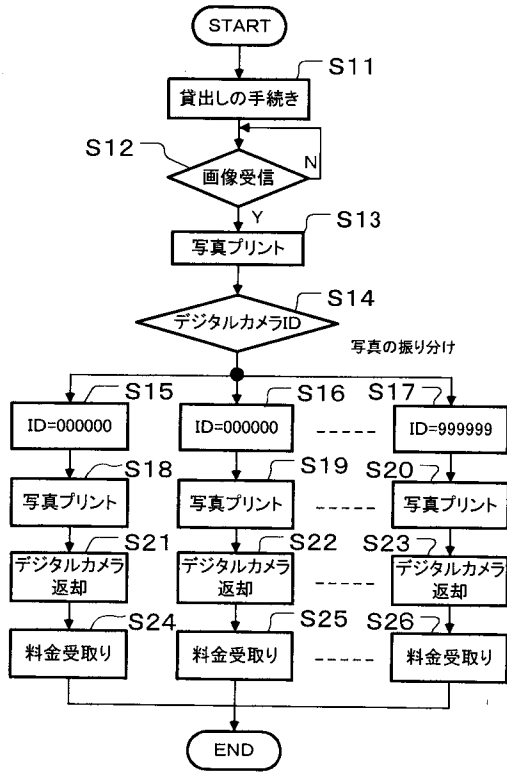 START
S11
貸出しの手続き
S12
画像受信
N
Y
S13
写真プリント
S14
デジタルカメラID
写真の振り分け
S15
S16
S17
ID=000000
ID=000000
ID=999999
S18
S19
S20
写真プリント
写真プリント
写真プリント
S21
S22
S23
デジタルカメラ
返却
デジタルカメラ
返却
デジタルカメラ
返却
S24
S25
S26
料金受取り
料金受取り
料金受取り
END